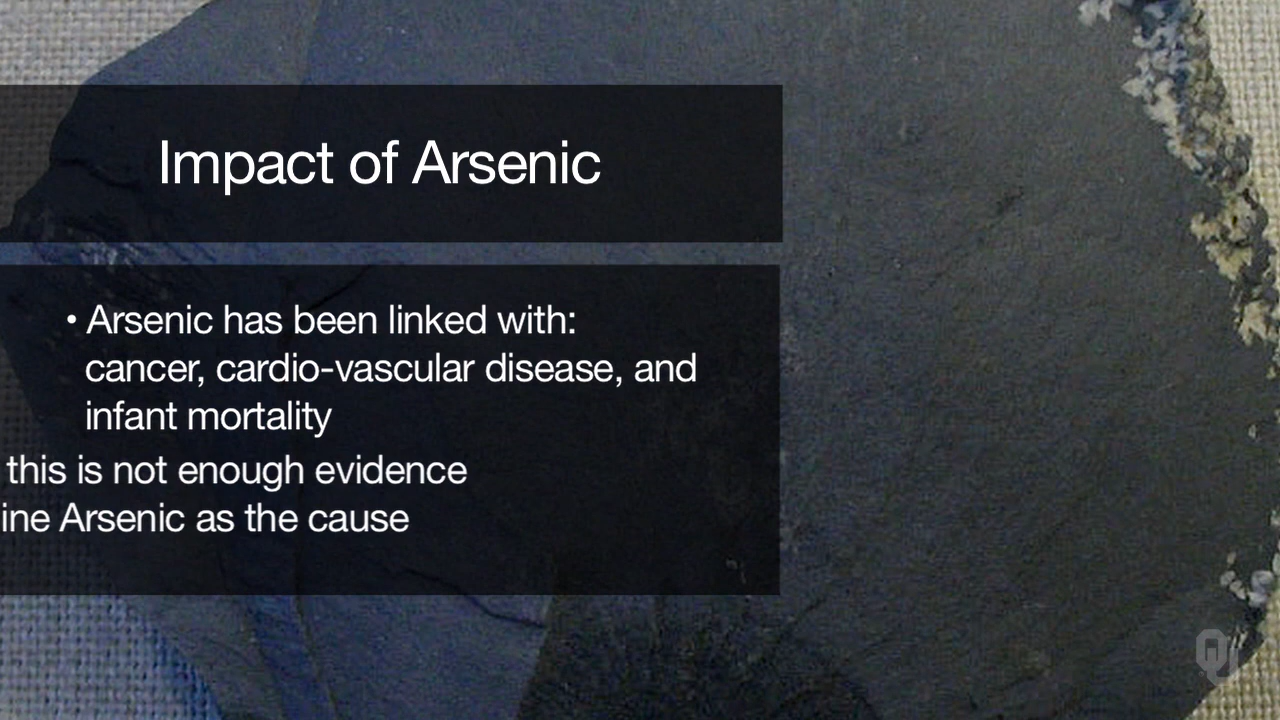 Impact of Arsenic
• Arsenic has been linked with:
cancer, cardio-vascular disease, and
infant mortality
this is not enough evidence
ine Arsenic as the cause